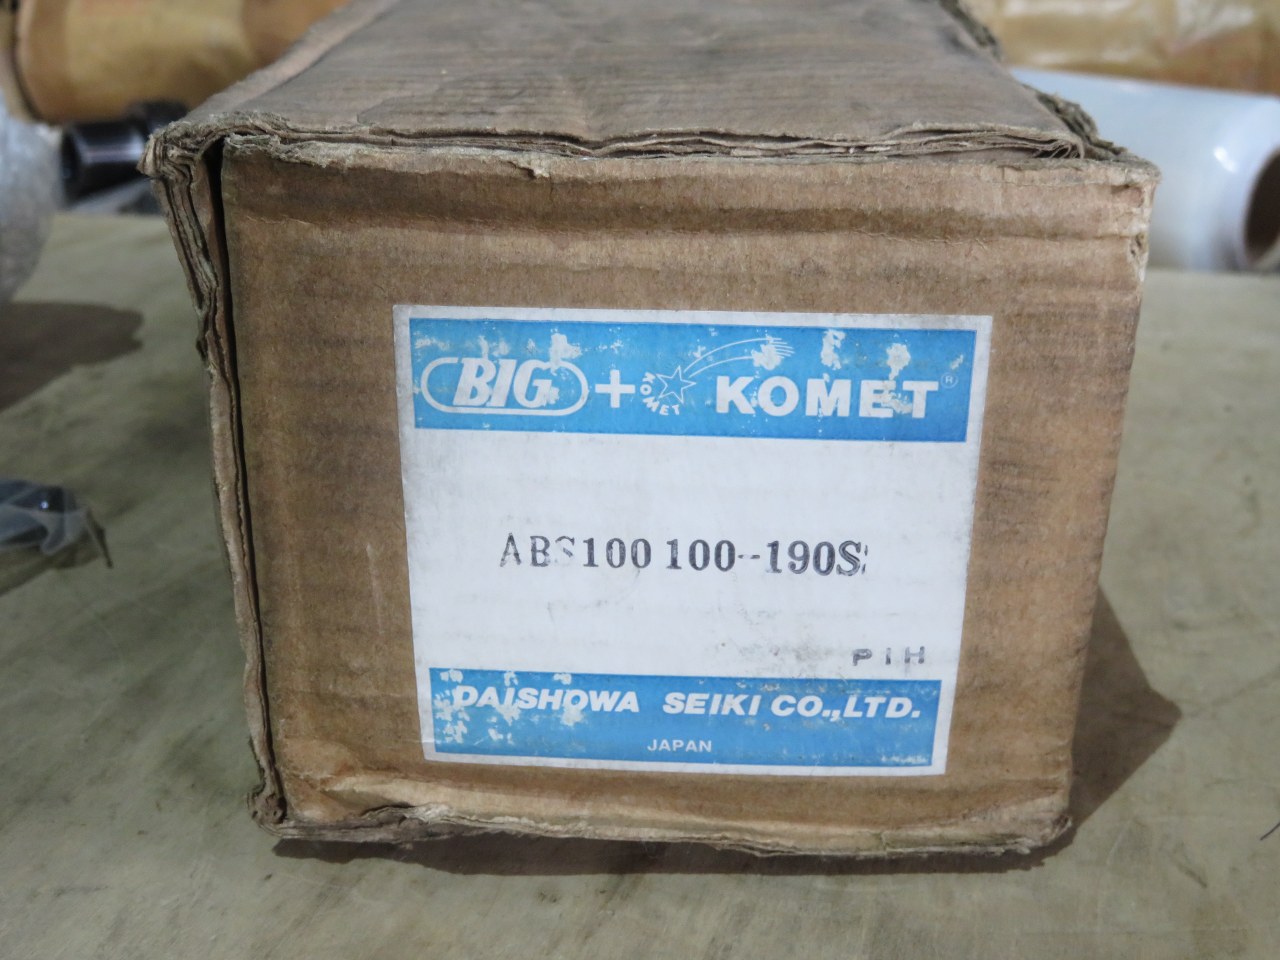 BIG + KOMET KOMET®
ABS100 100-190S
PIH
DAISHOWA SEIKI CO.,LTD.
JAPAN